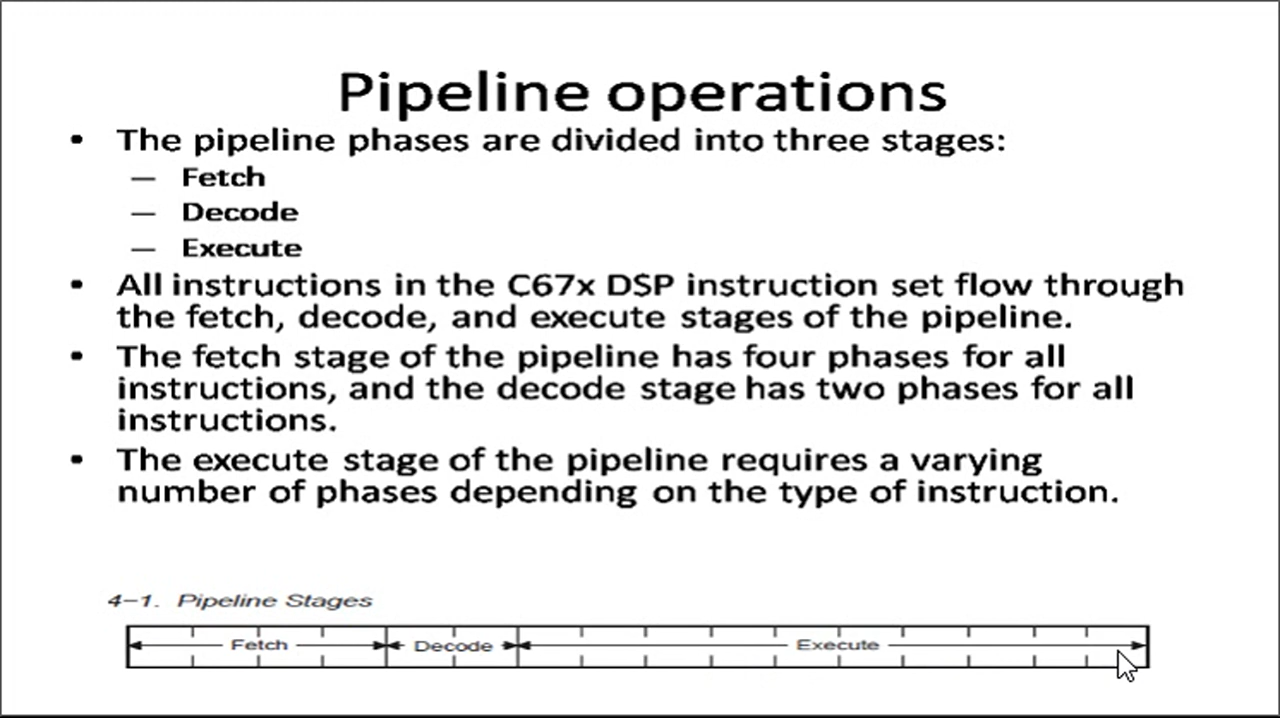 Pipeline operations
• The pipeline phases are divided into three stages:
— Fetch
— Decode
— Execute
• All instructions in the C67x DSP instruction set flow through
the fetch, decode, and execute stages of the pipeline.
• The fetch stage of the pipeline has four phases for all
instructions, and the decode stage has two phases for all
instructions.
• The execute stage of the pipeline requires a varying
number of phases depending on the type of instruction.
4−1. Pipeline Stages
Fetch Decode Execute